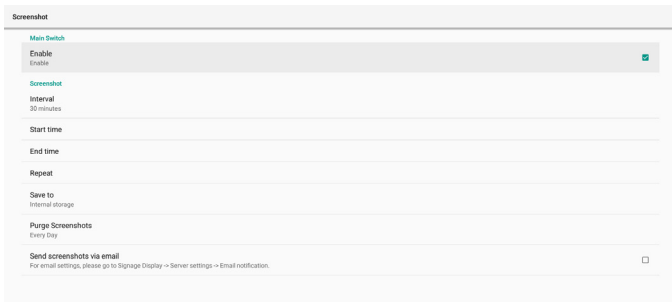 Screenshot
Main Switch
Enable
Enable
Screenshot
Interval
30 minutes
Start time
End time
Repeat
Save to
Internal storage
Purge Screenshots
Every Day
Send screenshots via email
For email settings, please go to Signage Display -> Server settings -> Email notification.